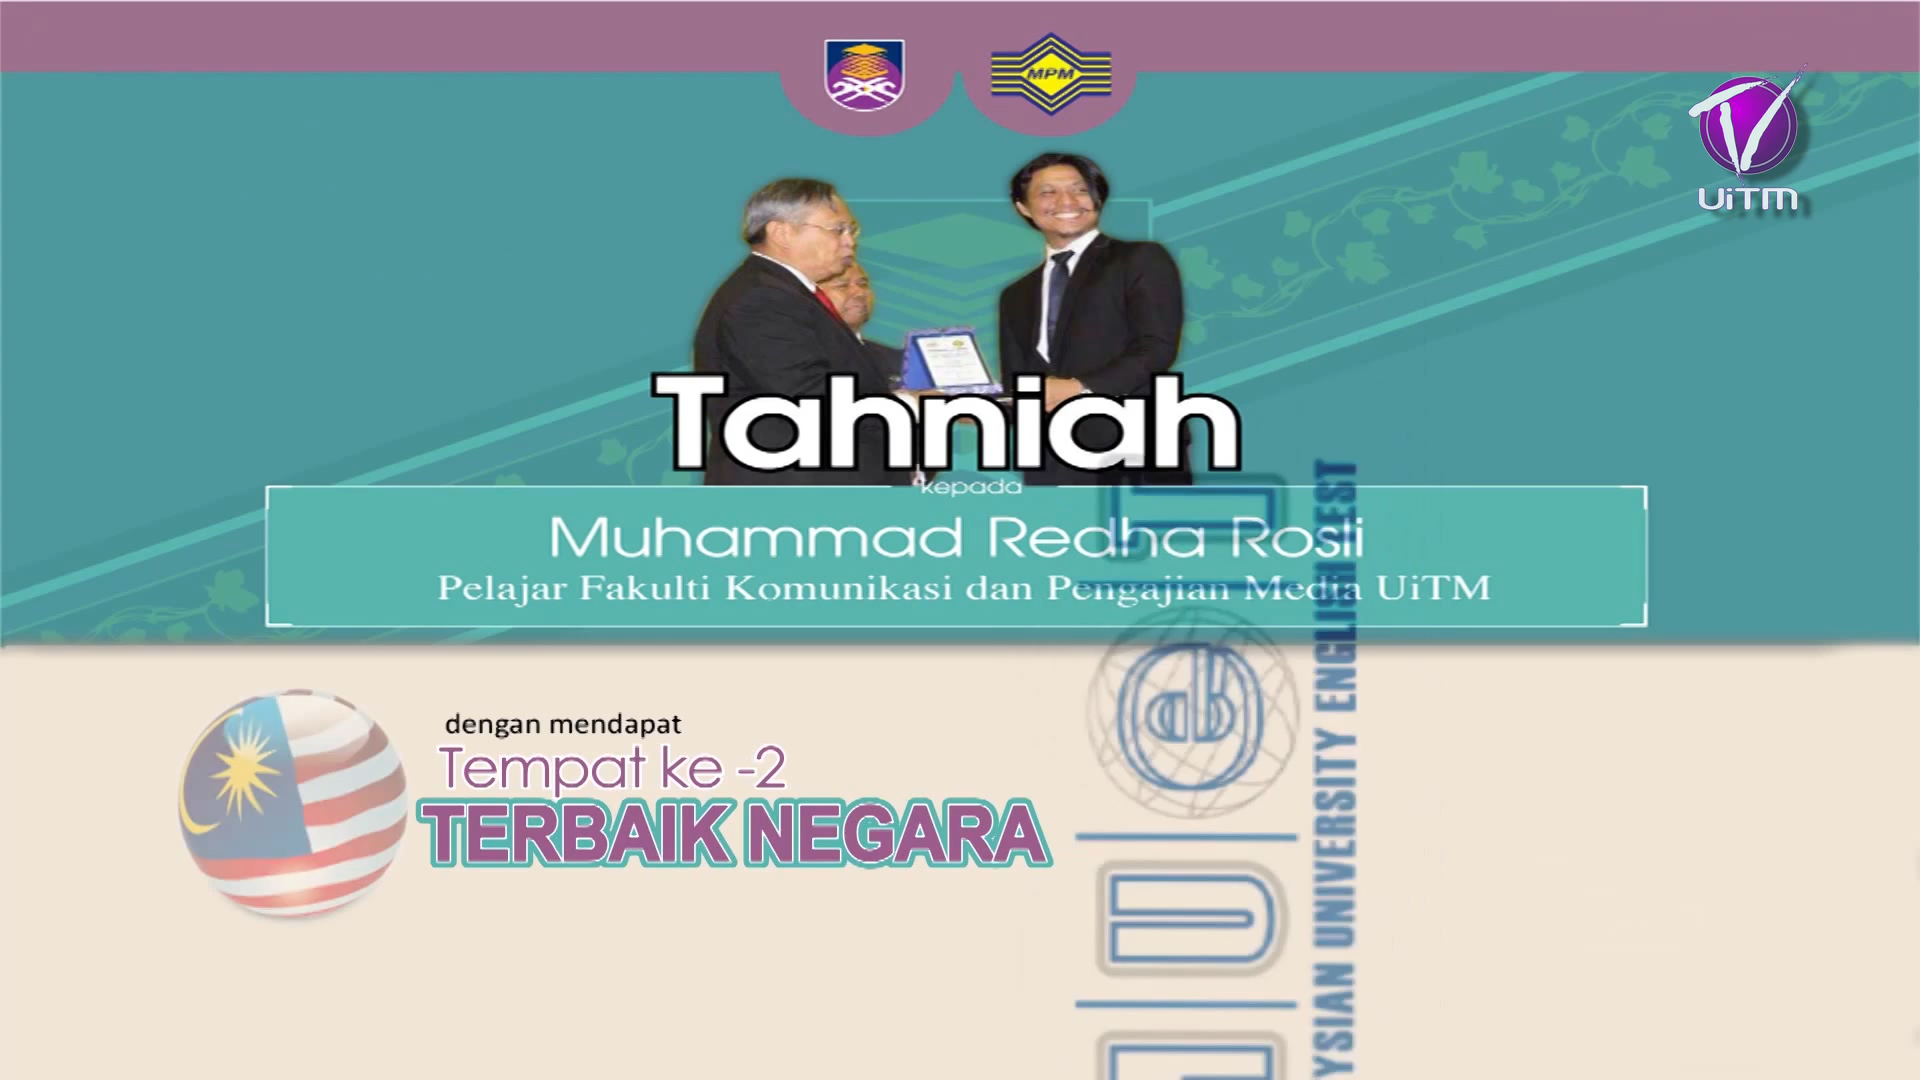 MPM
TV
UiTM
Tahniah
kepada
Muhammad Redha Rosli
Pelajar Fakulti Komunikasi dan Pengajian Media UiTM
dengan mendapat
Tempat ke -2
TERBAIK NEGARA
YSIAN UNIVERSITY ENGLISH TEST